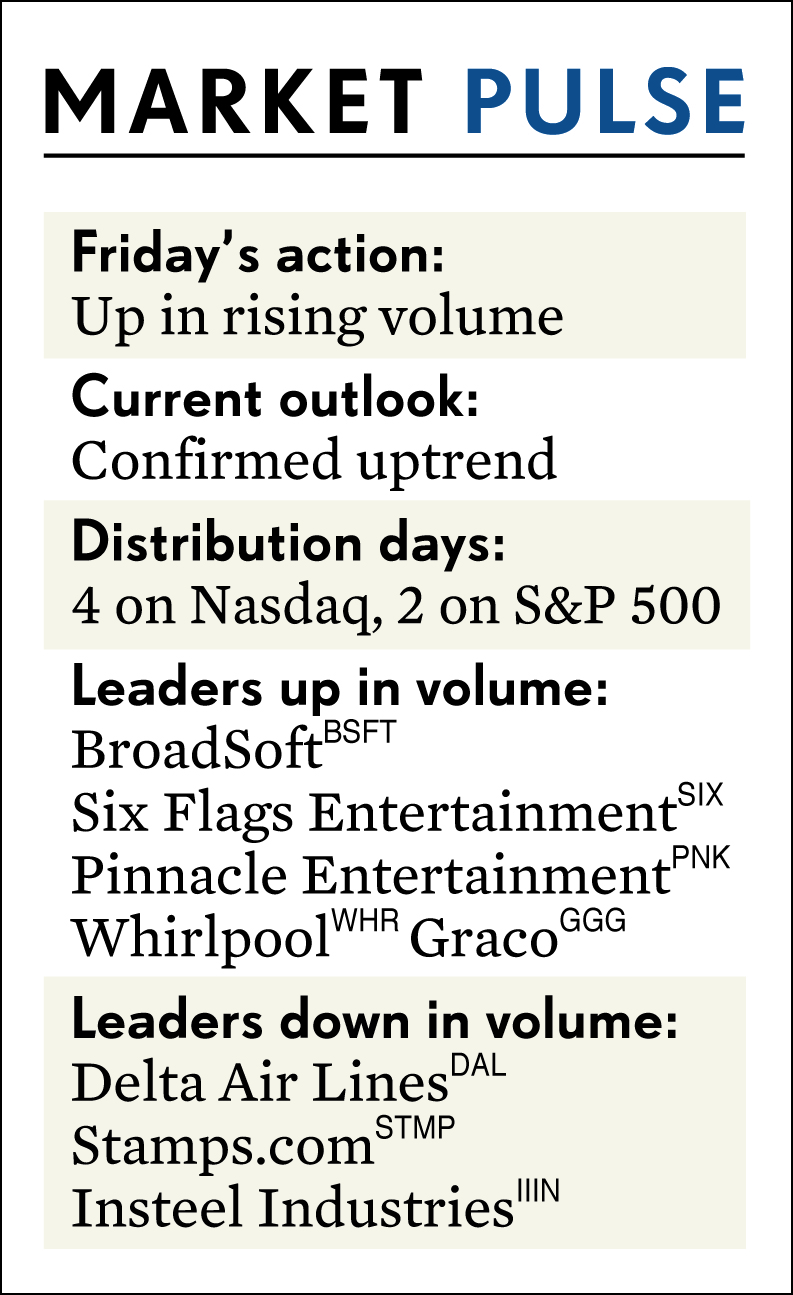 MARKET PULSE
Friday’s action:
Up in rising volume
Current outlook:
Confirmed uptrend
Distribution days:
4 on Nasdaq, 2 on S&P 500
Leaders up in volume:
BroadSoft BSFT
Six Flags Entertainment SIX
Pinnacle Entertainment PNK
Whirlpool WHR Graco GGG
Leaders down in volume:
Delta Air Lines DAL
Stamps.com STMP
Insteel Industries IIIN